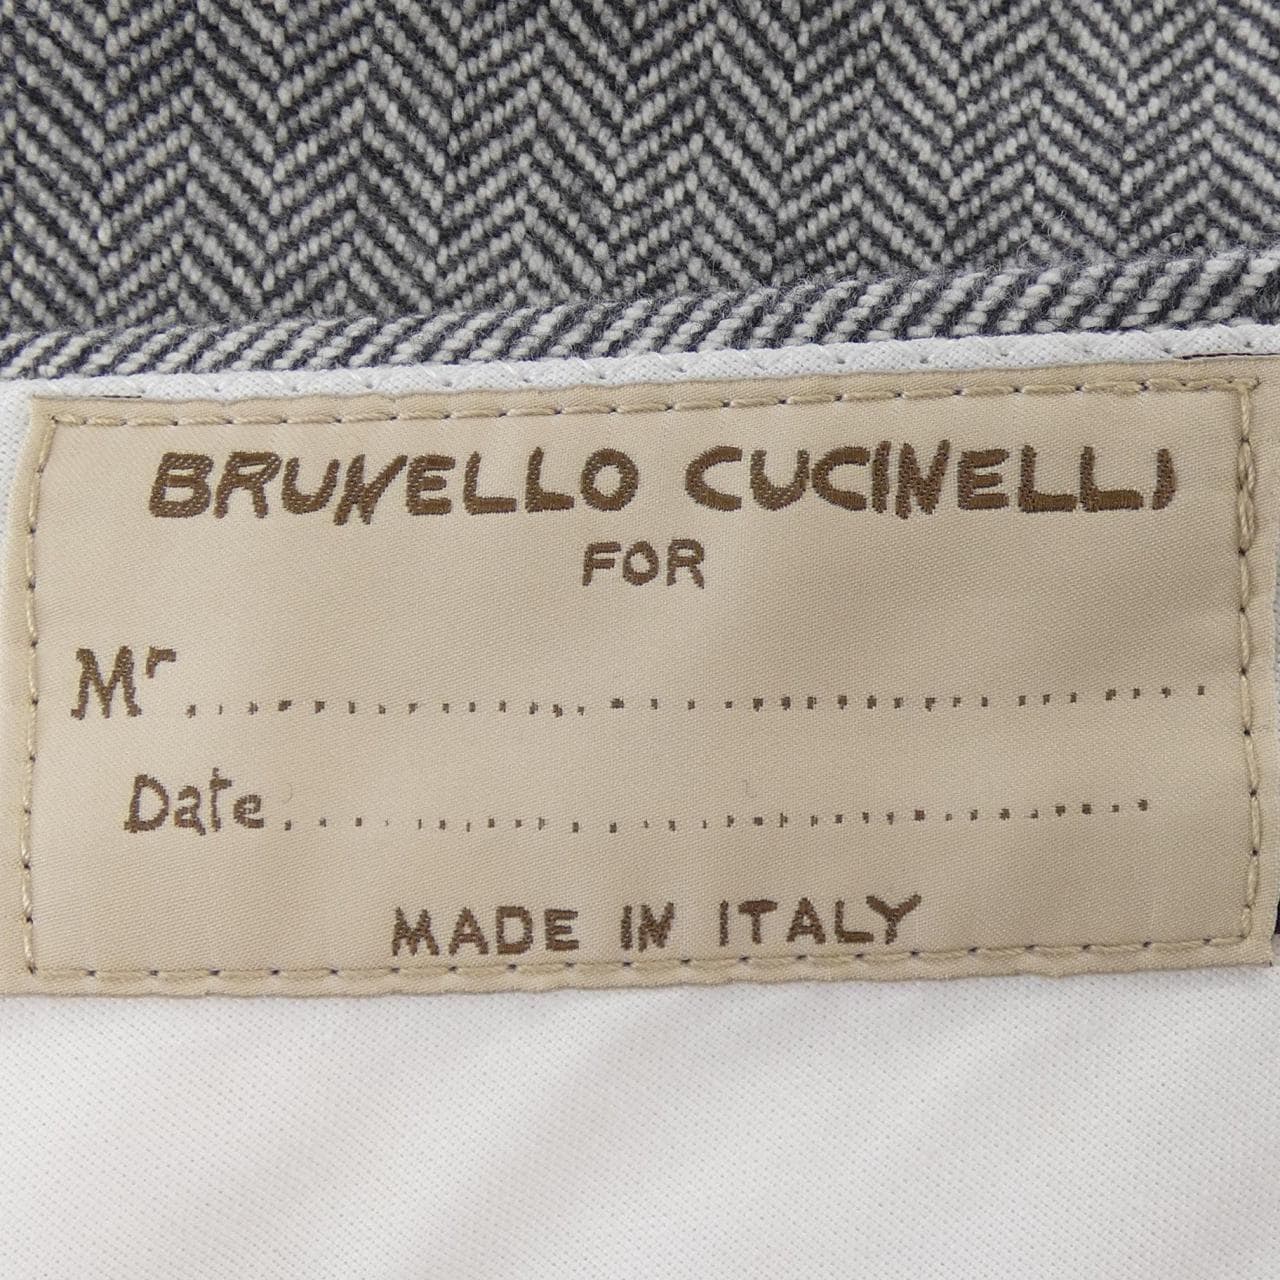 BRUNELLO CUCINELLI
FOR
Mr........................................
Date........................................
MADE IN ITALY